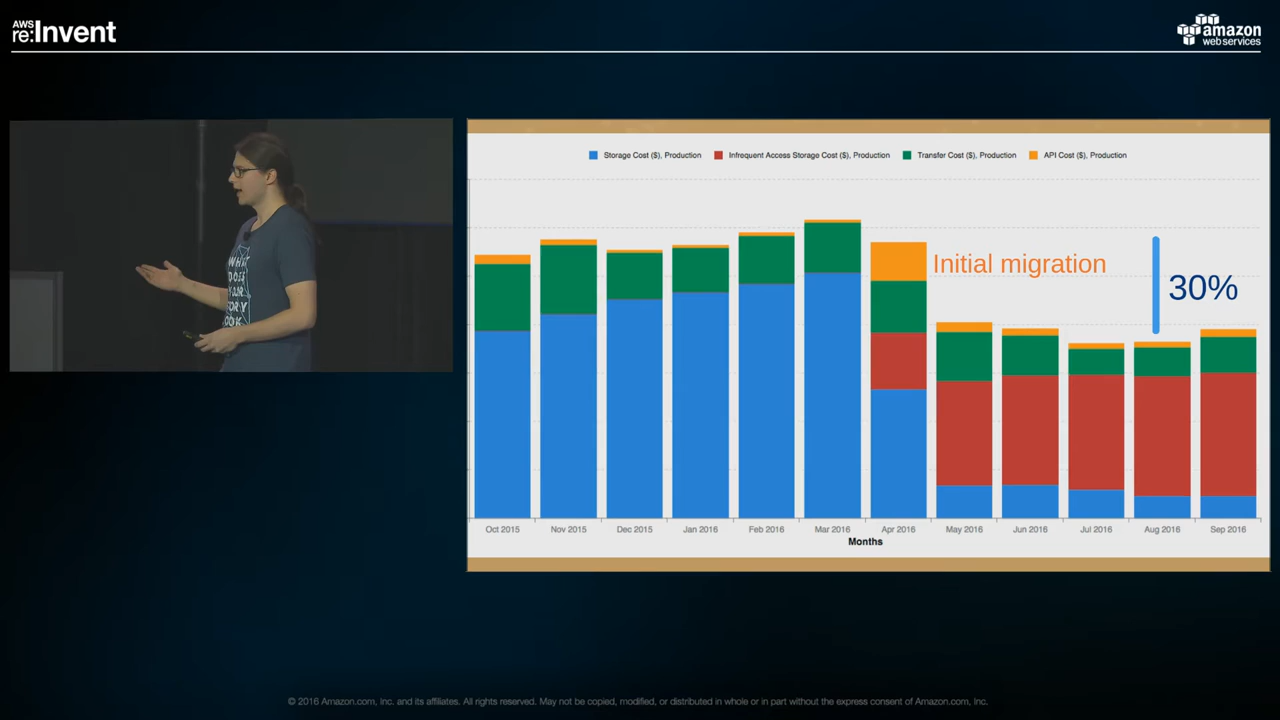 AWS
re:Invent
amazon
web services
Storage Cost ($), Production Infrequent Access Storage Cost ($), Production Transfer Cost ($), Production API Cost ($), Production
Initial migration
30%
WHAT
DOES
STORY
Oct 2015 Nov 2015 Dec 2015 Jan 2016 Feb 2016 Mar 2016 Apr 2016 May 2016 Jun 2016 Jul 2016 Aug 2016 Sep 2016
Months
© 2016 Amazon.com, Inc. and its affiliates. All rights reserved. May not be copied, modified, or distributed in whole or in part without the express consent of Amazon.com, Inc.